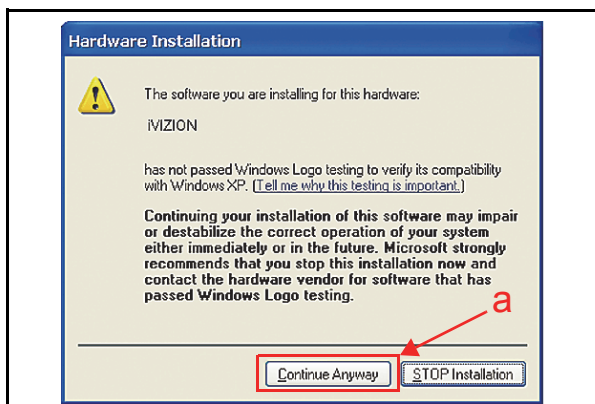 Hardware Installation
The software you are installing for this hardware:
iVIZION
has not passed Windows Logo testing to verify its compatibility
with Windows XP. (Tell me why this testing is important.)
Continuing your installation of this software may impair
or destabilize the correct operation of your system
either immediately or in the future. Microsoft strongly
recommends that you stop this installation now and
contact the hardware vendor for software that has
passed Windows Logo testing.
a
Continue Anyway
STOP Installation